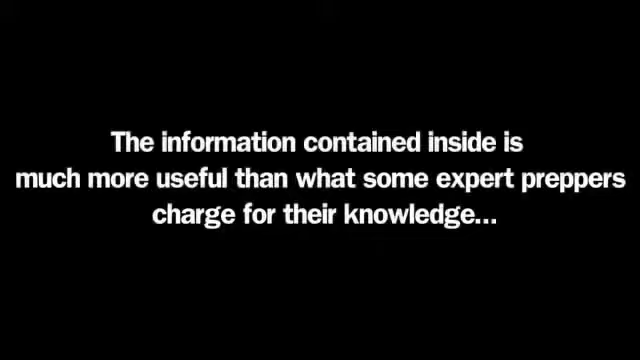 The information contained inside is
much more useful than what some expert preppers
charge for their knowledge...